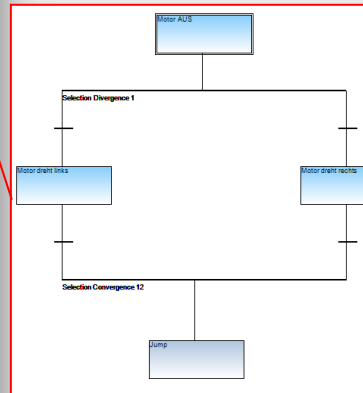 Motor AUS
Selection Divergence 1
Motor dreht links
Motor dreht rechts
Selection Convergence 12
Jump